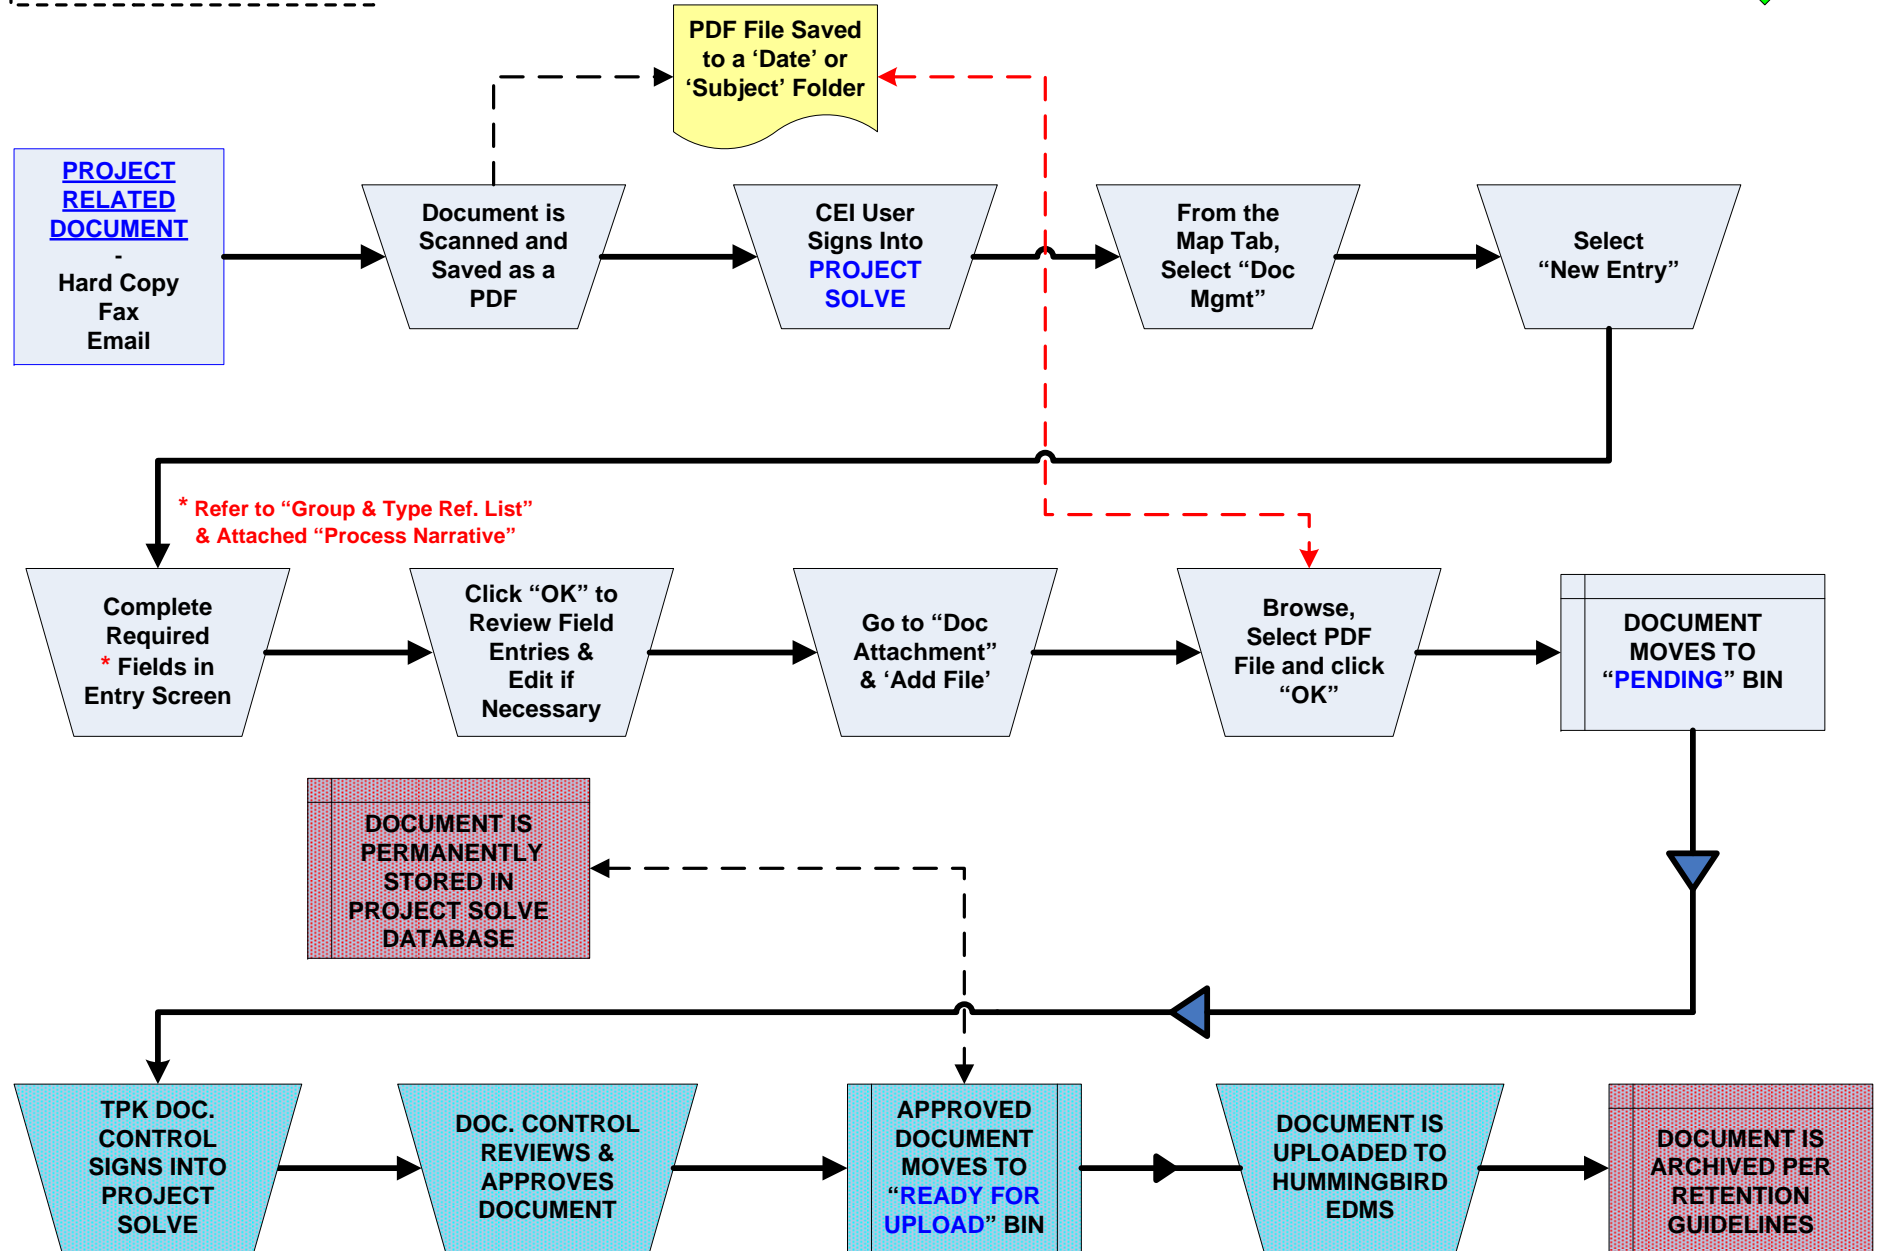 PDF File Saved
to a ‘Date’ or
‘Subject’ Folder
PROJECT
RELATED
DOCUMENT
-
Hard Copy
Fax
Email
Document is
Scanned and
Saved as a
PDF
CEI User
Signs Into
PROJECT
SOLVE
From the
Map Tab,
Select “Doc
Mgmt”
Select
“New Entry”
* Refer to “Group & Type Ref. List”
& Attached “Process Narrative”
Complete
Required
* Fields in
Entry Screen
Click “OK” to
Review Field
Entries &
Edit if
Necessary
Go to “Doc
Attachment”
& ‘Add File’
Browse,
Select PDF
File and click
“OK”
DOCUMENT
MOVES TO
“PENDING” BIN
DOCUMENT IS
PERMANENTLY
STORED IN
PROJECT SOLVE
DATABASE
TPK DOC.
CONTROL
SIGNS INTO
PROJECT
SOLVE
DOC. CONTROL
REVIEWS &
APPROVES
DOCUMENT
APPROVED
DOCUMENT
MOVES TO
“READY FOR
UPLOAD” BIN
DOCUMENT IS
UPLOADED TO
HUMMINGBIRD
EDMS
DOCUMENT IS
ARCHIVED PER
RETENTION
GUIDELINES